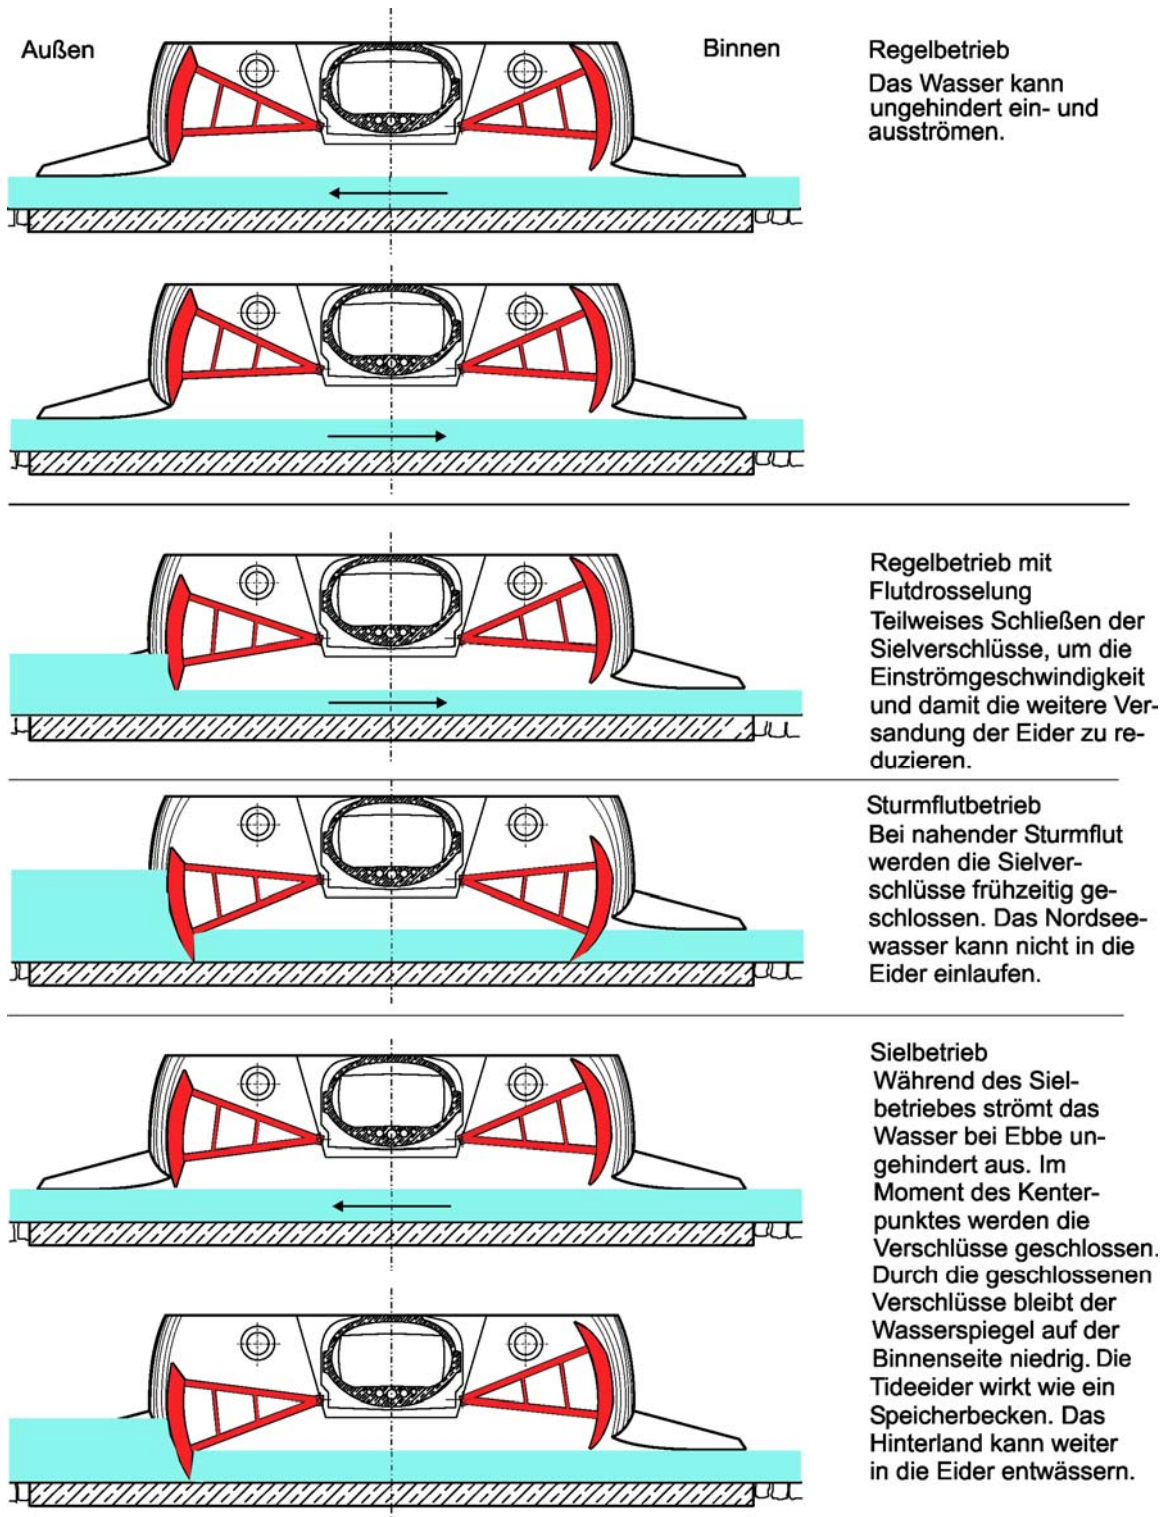 Außen
Binnen
Regelbetrieb
Das Wasser kann
ungehindert ein- und
ausströmen.
Regelbetrieb mit
Flutdrosselung
Teilweises Schließen der
Sielverschlüsse, um die
Einströmgeschwindigkeit
und damit die weitere Ver-
sandung der Eider zu re-
duzieren.
Sturmflutbetrieb
Bei nahender Sturmflut
werden die Sielver-
schlüsse frühzeitig ge-
schlossen. Das Nordsee-
wasser kann nicht in die
Eider einlaufen.
Sielbetrieb
Während des Siel-
betriebes strömt das
Wasser bei Ebbe un-
gehindert aus. Im
Moment des Kenter-
punktes werden die
Verschlüsse geschlossen.
Durch die geschlossenen
Verschlüsse bleibt der
Wasserspiegel auf der
Binnenseite niedrig. Die
Tideeider wirkt wie ein
Speicherbecken. Das
Hinterland kann weiter
in die Eider entwässern.